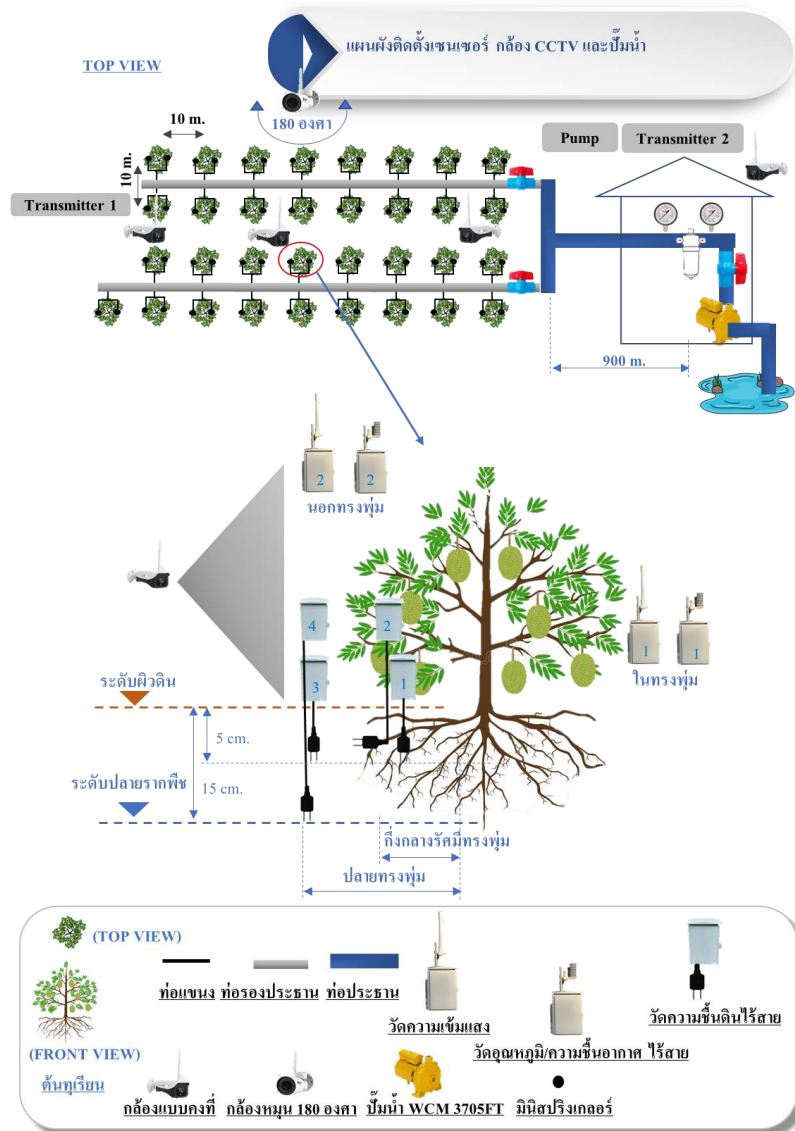 แผนผังติดตั้งเซนเซอร์ กล้อง CCTV และปั๊มน้ำ
TOP VIEW
180 องศา
10 m.
Pump
Transmitter 2
10 m.
Transmitter 1
900 m.
2
2
นอกทรงพุ่ม
4
2
1
1
3
1
ในทรงพุ่ม
ระดับผิวดิน
5 cm.
ระดับปลายรากพืช
15 cm.
กึ่งกลางรัศมีทรงพุ่ม
ปลายทรงพุ่ม
(TOP VIEW)
ท่อแขนง
ท่อรองประธาน
ท่อประธาน
วัดความเข้มแสง
วัดความชื้นดินไร้สาย
วัดอุณหภูมิ/ความชื้นอากาศ ไร้สาย
(FRONT VIEW)
ต้นทุเรียน
กล้องแบบคงที่
กล้องหมุน 180 องศา
ปั๊มน้ำ WCM 3705FT
มินิสปริงเกลอร์